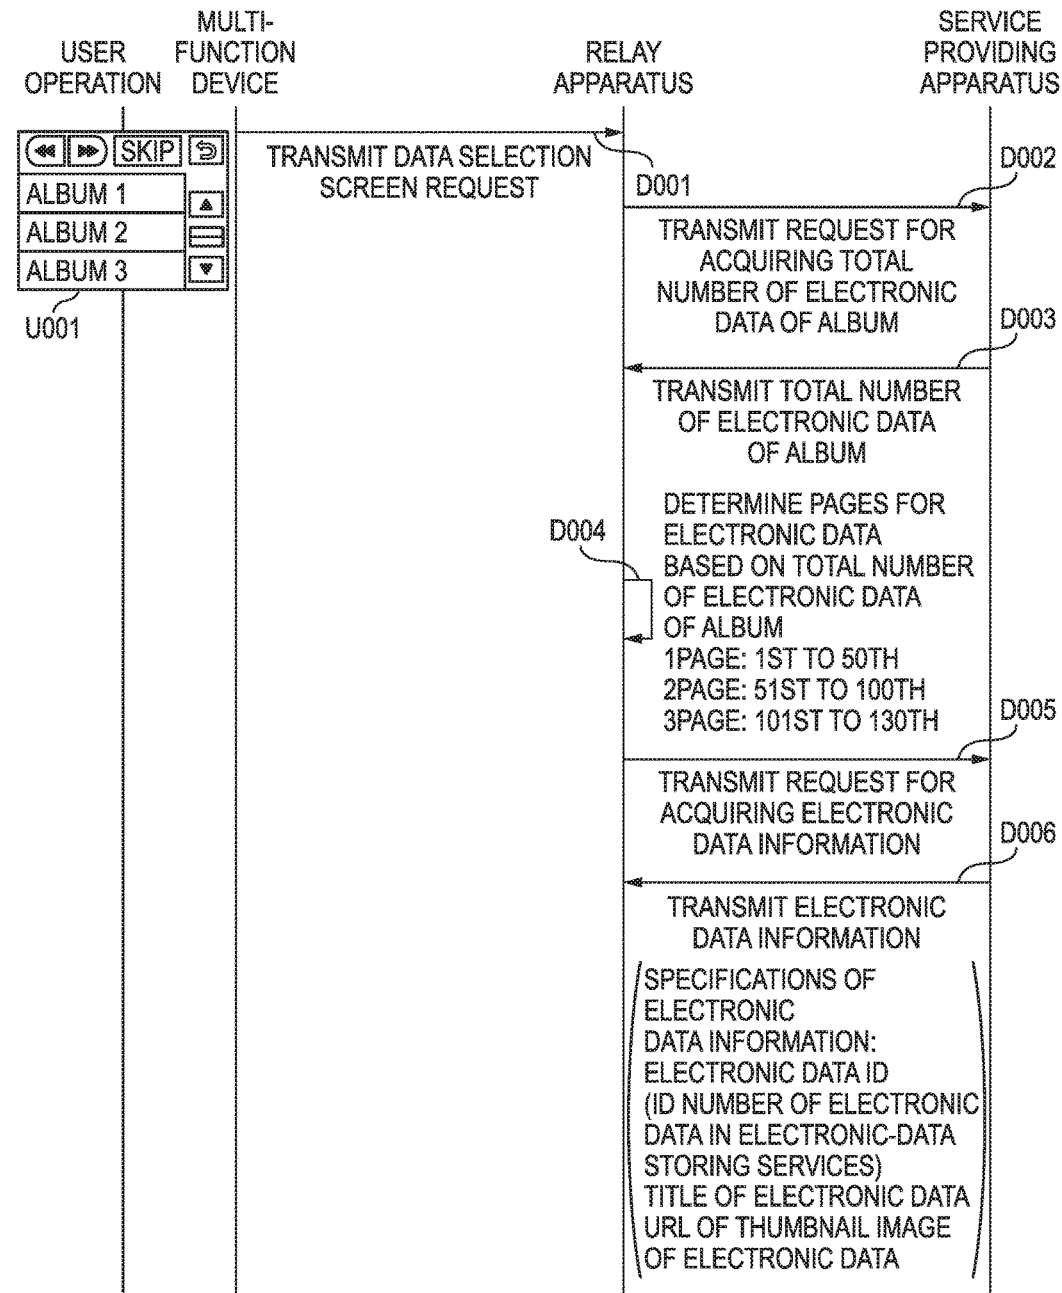 USER
OPERATION
MULTI-
FUNCTION
DEVICE
RELAY
APPARATUS
SERVICE
PROVIDING
APPARATUS
SKIP
ALBUM 1
ALBUM 2
ALBUM 3
U001
TRANSMIT DATA SELECTION
SCREEN REQUEST
D001
D002
TRANSMIT REQUEST FOR
ACQUIRING TOTAL
NUMBER OF ELECTRONIC
DATA OF ALBUM
D003
TRANSMIT TOTAL NUMBER
OF ELECTRONIC DATA
OF ALBUM
D004
DETERMINE PAGES FOR
ELECTRONIC DATA
BASED ON TOTAL NUMBER
OF ELECTRONIC DATA
OF ALBUM
1PAGE: 1ST TO 50TH
2PAGE: 51ST TO 100TH
3PAGE: 101ST TO 130TH
D005
TRANSMIT REQUEST FOR
ACQUIRING ELECTRONIC
DATA INFORMATION
D006
TRANSMIT ELECTRONIC
DATA INFORMATION
SPECIFICATIONS OF
ELECTRONIC
DATA INFORMATION:
ELECTRONIC DATA ID
(ID NUMBER OF ELECTRONIC
DATA IN ELECTRONIC-DATA
STORING SERVICES)
TITLE OF ELECTRONIC DATA
URL OF THUMBNAIL IMAGE
OF ELECTRONIC DATA